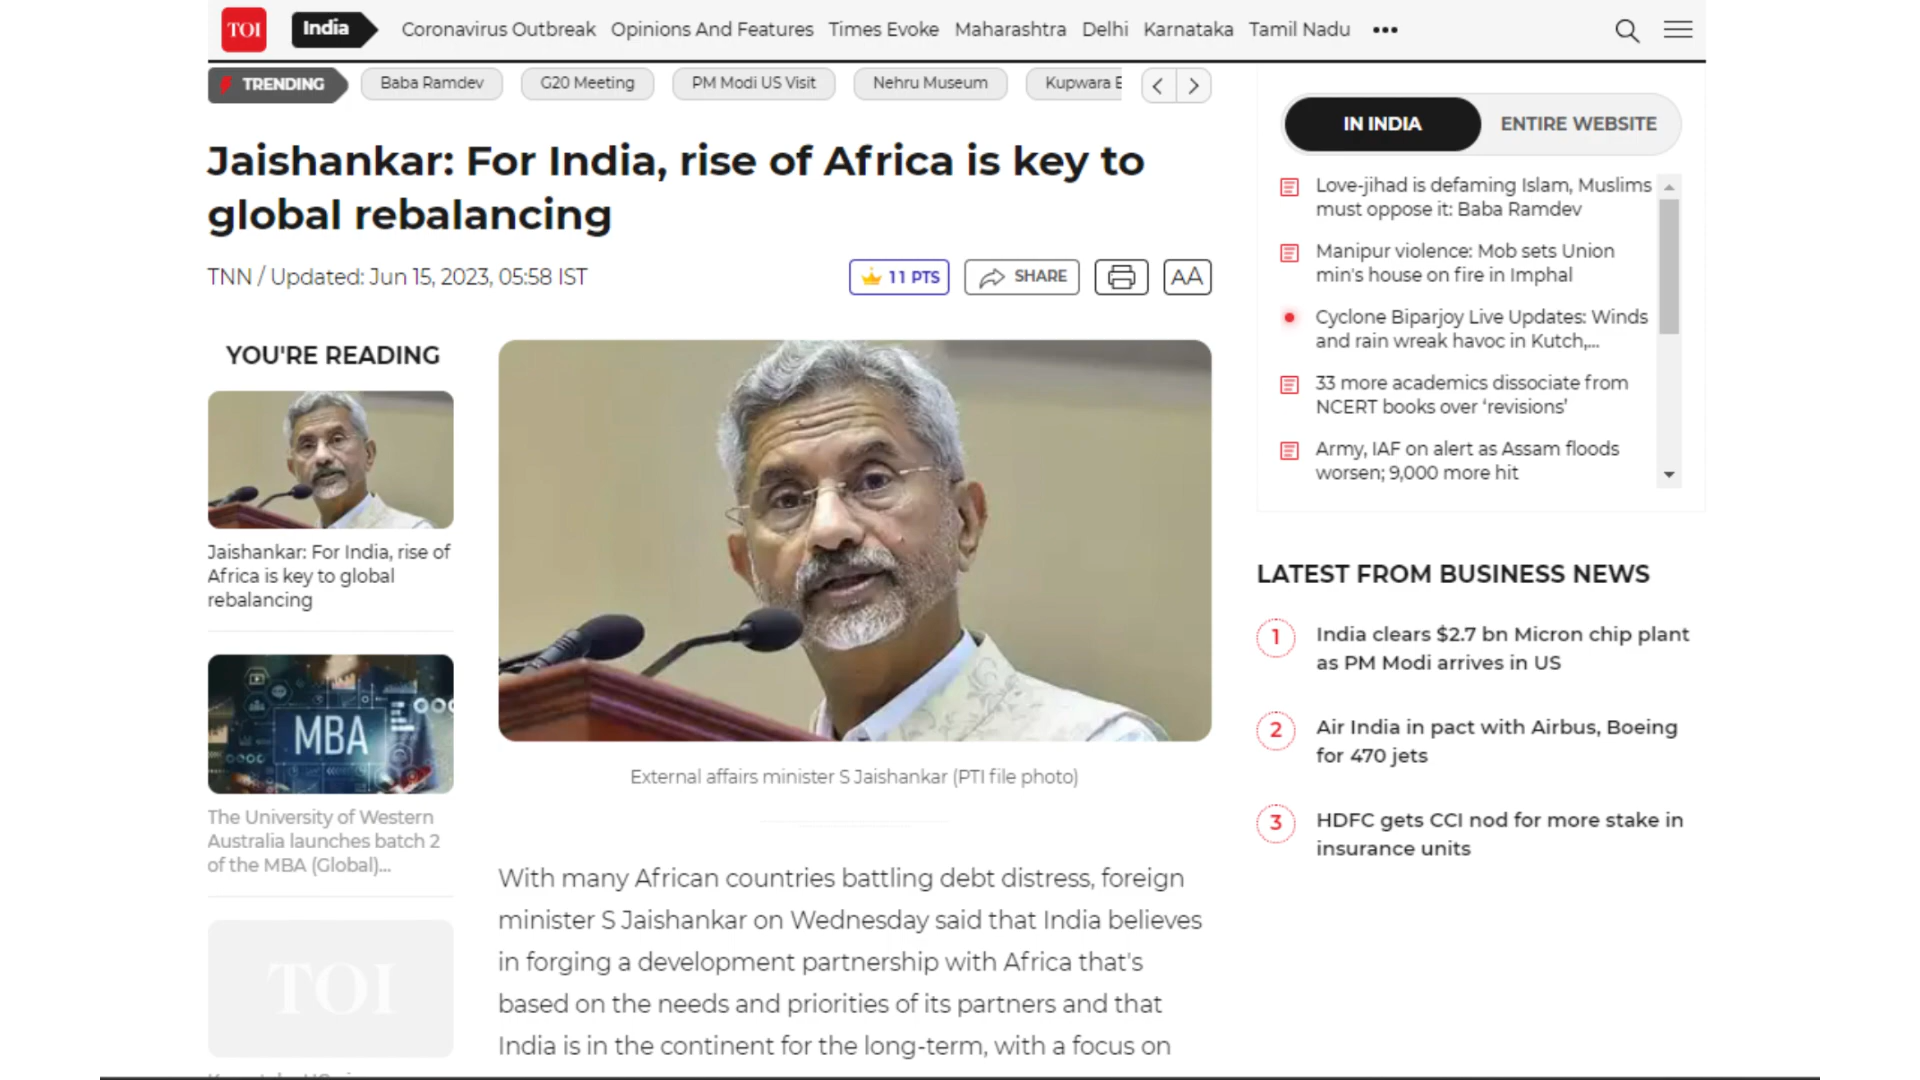 TOI
India
Coronavirus Outbreak
Opinions And Features
Times Evoke
Maharashtra
Delhi
Karnataka
Tamil Nadu
TRENDING
Baba Ramdev
G20 Meeting
PM Modi US Visit
Nehru Museum
Kupwara E
Jaishankar: For India, rise of Africa is key to
global rebalancing
TNN / Updated: Jun 15, 2023, 05:58 IST
11 PTS
SHARE
AA
YOU'RE READING
Jaishankar: For India, rise of
Africa is key to global
rebalancing
MBA
The University of Western
Australia launches batch 2
of the MBA (Global)...
TOI
External affairs minister S Jaishankar (PTI file photo)
With many African countries battling debt distress, foreign
minister S Jaishankar on Wednesday said that India believes
in forging a development partnership with Africa that's
based on the needs and priorities of its partners and that
India is in the continent for the long-term, with a focus on
IN INDIA
ENTIRE WEBSITE
Love-jihad is defaming Islam, Muslims
must oppose it: Baba Ramdev
Manipur violence: Mob sets Union
min's house on fire in Imphal
Cyclone Biparjoy Live Updates: Winds
and rain wreak havoc in Kutch,...
33 more academics dissociate from
NCERT books over ‘revisions’
Army, IAF on alert as Assam floods
worsen; 9,000 more hit
LATEST FROM BUSINESS NEWS
1
India clears $2.7 bn Micron chip plant
as PM Modi arrives in US
2
Air India in pact with Airbus, Boeing
for 470 jets
3
HDFC gets CCI nod for more stake in
insurance units